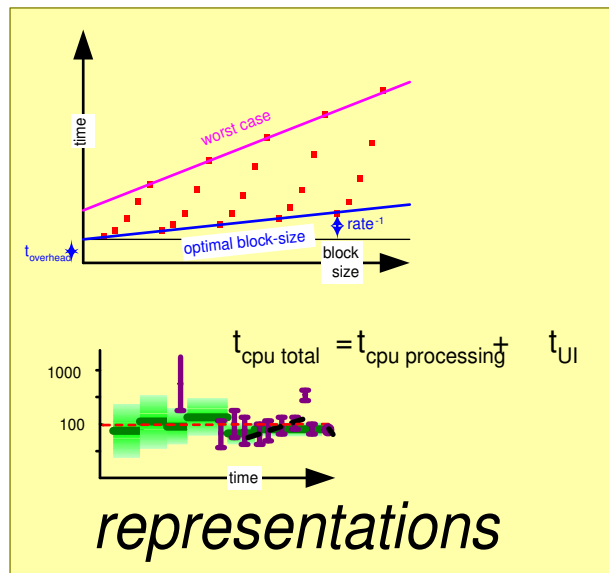 time
worst case
rate-1
optimal block-size
toverhead
block
size
tcpu total = tcpu processing + tUI
1000
100
time
representations